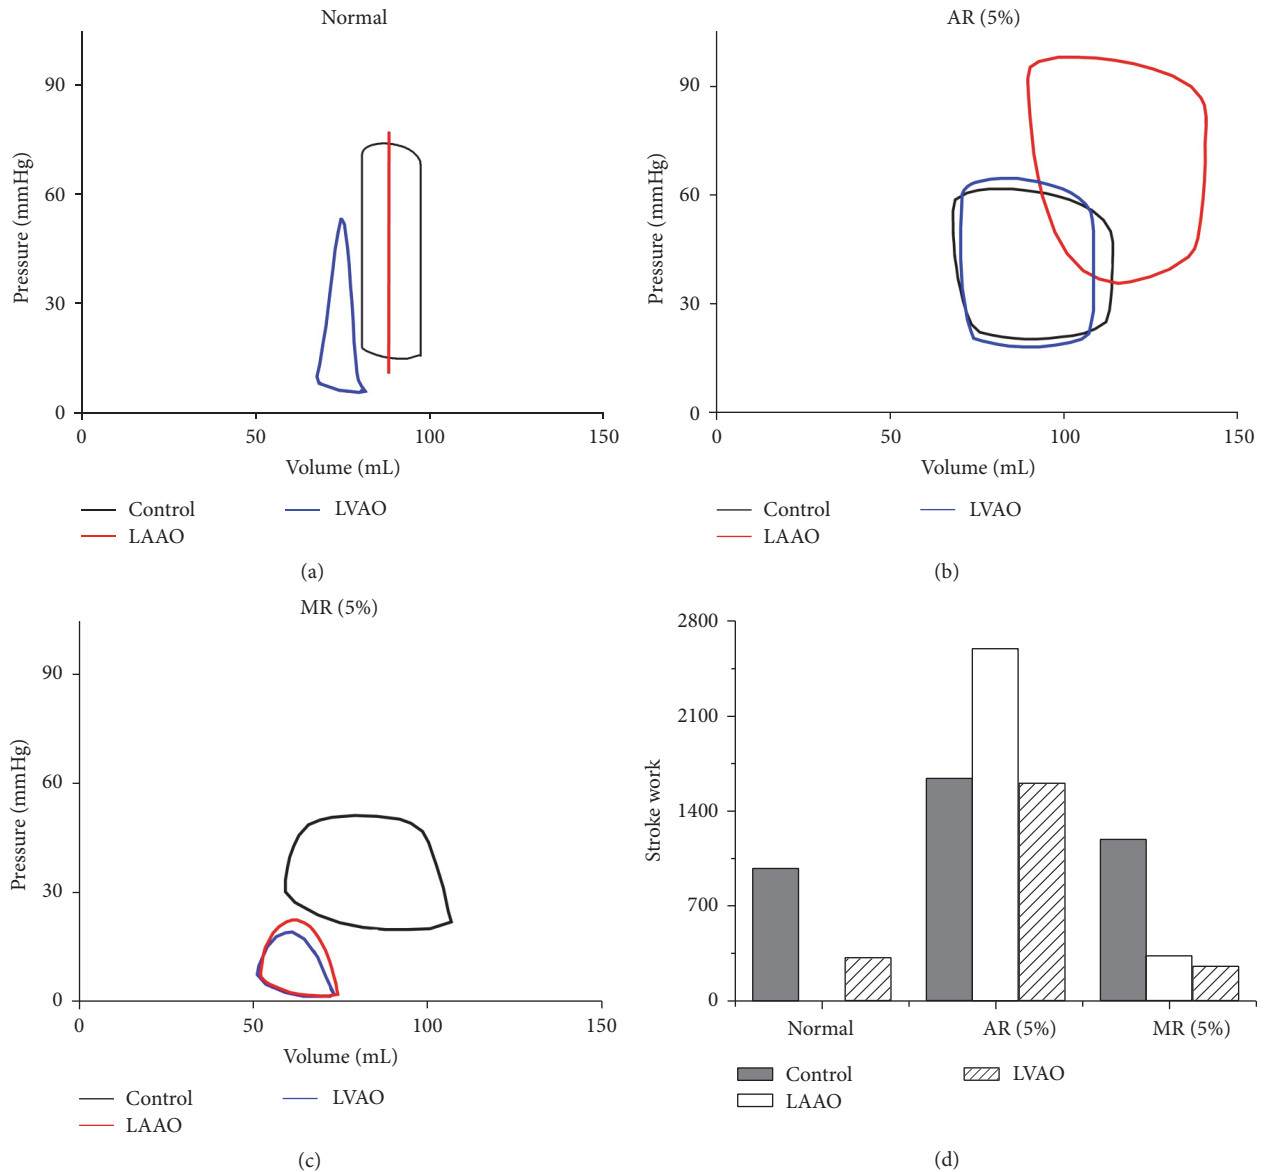 Normal
Pressure (mmHg)
90
60
30
0
0 50 100 150
Volume (mL)
Control LVAO
LAAO
(a)
AR (5%)
Pressure (mmHg)
90
60
30
0
0 50 100 150
Volume (mL)
Control LVAO
LAAO
(b)
MR (5%)
Pressure (mmHg)
90
60
30
0
0 50 100 150
Volume (mL)
Control LVAO
LAAO
(c)
Stroke work
2800
2100
1400
700
0
Normal AR (5%) MR (5%)
Control LVAO
LAAO
(d)